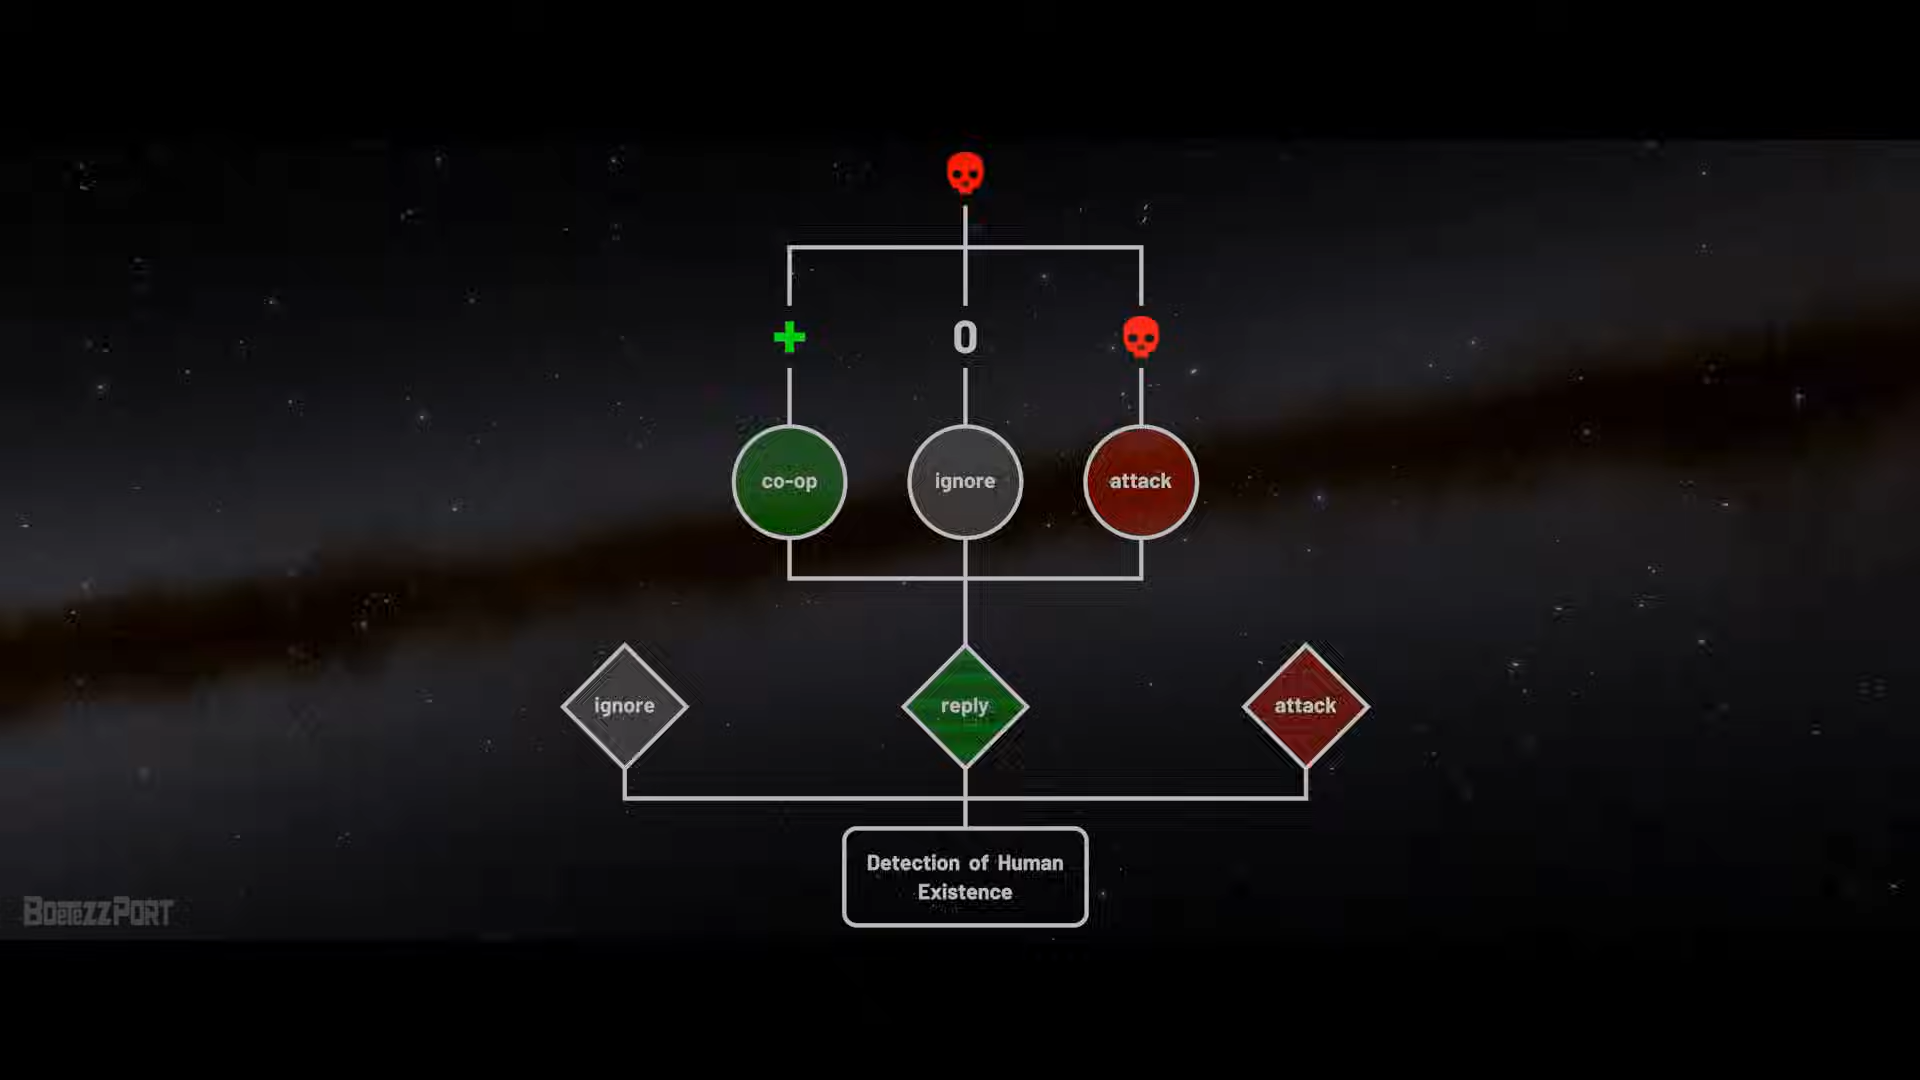 + 0
co-op ignore attack
ignore reply attack
Detection of Human
Existence
BOETEZZPORT